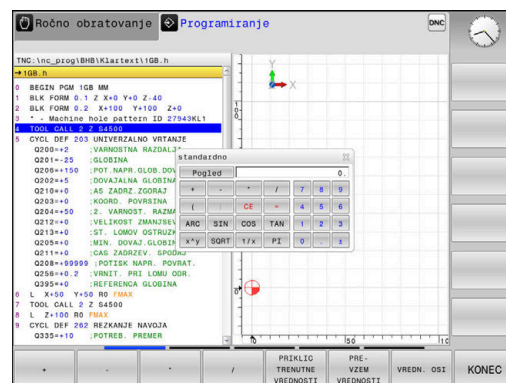 Ročno obratovanje
Programiranje
DNC
TNC:\nc_prog\BHB\Klartext\1GB.h
→1GB.h
0 BEGIN PGM 1GB MM
1 BLK FORM 0.1 Z X+0 Y+0 Z-40
2 BLK FORM 0.2 X+100 Y+100 Z+0
3 * - Machine hole pattern ID 27943KL1
4 TOOL CALL 2 Z S4500
5 CYCL DEF 203 UNIVERZALNO VRTANJE
Q200=+2 ;VARNOSTNA RAZDALJA
Q201=-25 ;GLOBINA
Q206=+150 ;POT.NAPR.GLOB.DOV
Q202=+5 ;DOVAJALNA GLOBINA
Q210=+0 ;AS ZADRZ.ZGORAJ
Q203=+0 ;KOORD. POVRSINA
Q204=+50 ;2. VARNOST. RAZMA
Q212=+0 ;VELIKOST ZMANJSEV
Q213=+0 ;ST. LOMOV OSTRUZK
Q205=+0 ;MIN. DOVAJ.GLOBIN
Q211=+0 ;CAS ZADRZEV. SPODAJ
Q208=+99999 ;POTISK NAPR. POVRAT.
Q256=+0.2 ;VRNIT. PRI LOMU ODR.
Q395=+0 ;REFERENCA GLOBINA
6 L X+50 Y+50 R0 FMAX
7 TOOL CALL 2 Z S4500
8 L Z+100 R0 FMAX
9 CYCL DEF 262 REZKANJE NAVOJA
Q335=+10 ;POTREB. PREMER
Y
X
0
0
0
50
standardno
Pogled 0.
+ - * / 7 8 9
( ) CE = 4 5 6
ARC SIN COS TAN 1 2 3
x^y SQRT 1/x PI 0 . ±
+
-
*
/
PRIKLIC TRENUTNE VREDNOSTI
PRE-VZEM VREDNOSTI
VREDN. OSI
KONEC